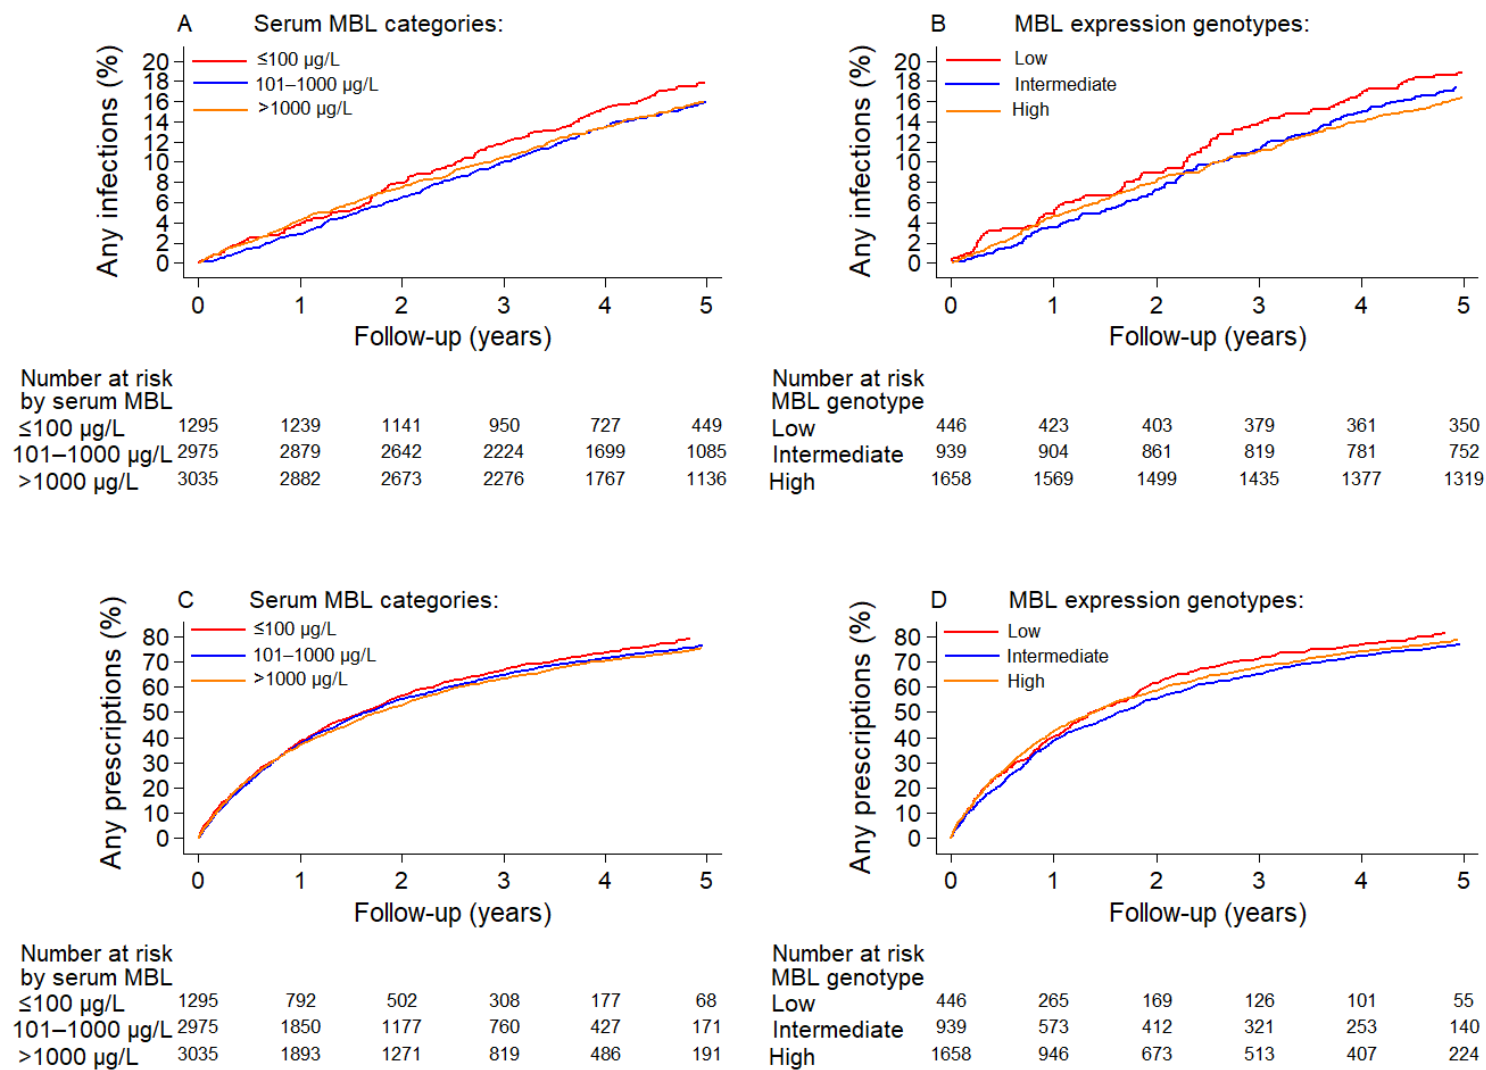 A Serum MBL categories:
≤100 µg/L
101–1000 µg/L
>1000 µg/L
Any infections (%)
20
18
16
14
12
10
8
6
4
2
0
0 1 2 3 4 5
Follow-up (years)
Number at risk
by serum MBL
≤100 µg/L 1295 1239 1141 950 727 449
101–1000 µg/L 2975 2879 2642 2224 1699 1085
>1000 µg/L 3035 2882 2673 2276 1767 1136
B MBL expression genotypes:
Low
Intermediate
High
Any infections (%)
20
18
16
14
12
10
8
6
4
2
0
0 1 2 3 4 5
Follow-up (years)
Number at risk
MBL genotype
Low 446 423 403 379 361 350
Intermediate 939 904 861 819 781 752
High 1658 1569 1499 1435 1377 1319
C Serum MBL categories:
≤100 µg/L
101–1000 µg/L
>1000 µg/L
Any prescriptions (%)
80
70
60
50
40
30
20
10
0
0 1 2 3 4 5
Follow-up (years)
Number at risk
by serum MBL
≤100 µg/L 1295 792 502 308 177 68
101–1000 µg/L 2975 1850 1177 760 427 171
>1000 µg/L 3035 1893 1271 819 486 191
D MBL expression genotypes:
Low
Intermediate
High
Any prescriptions (%)
80
70
60
50
40
30
20
10
0
0 1 2 3 4 5
Follow-up (years)
Number at risk
MBL genotype
Low 446 265 169 126 101 55
Intermediate 939 573 412 321 253 140
High 1658 946 673 513 407 224